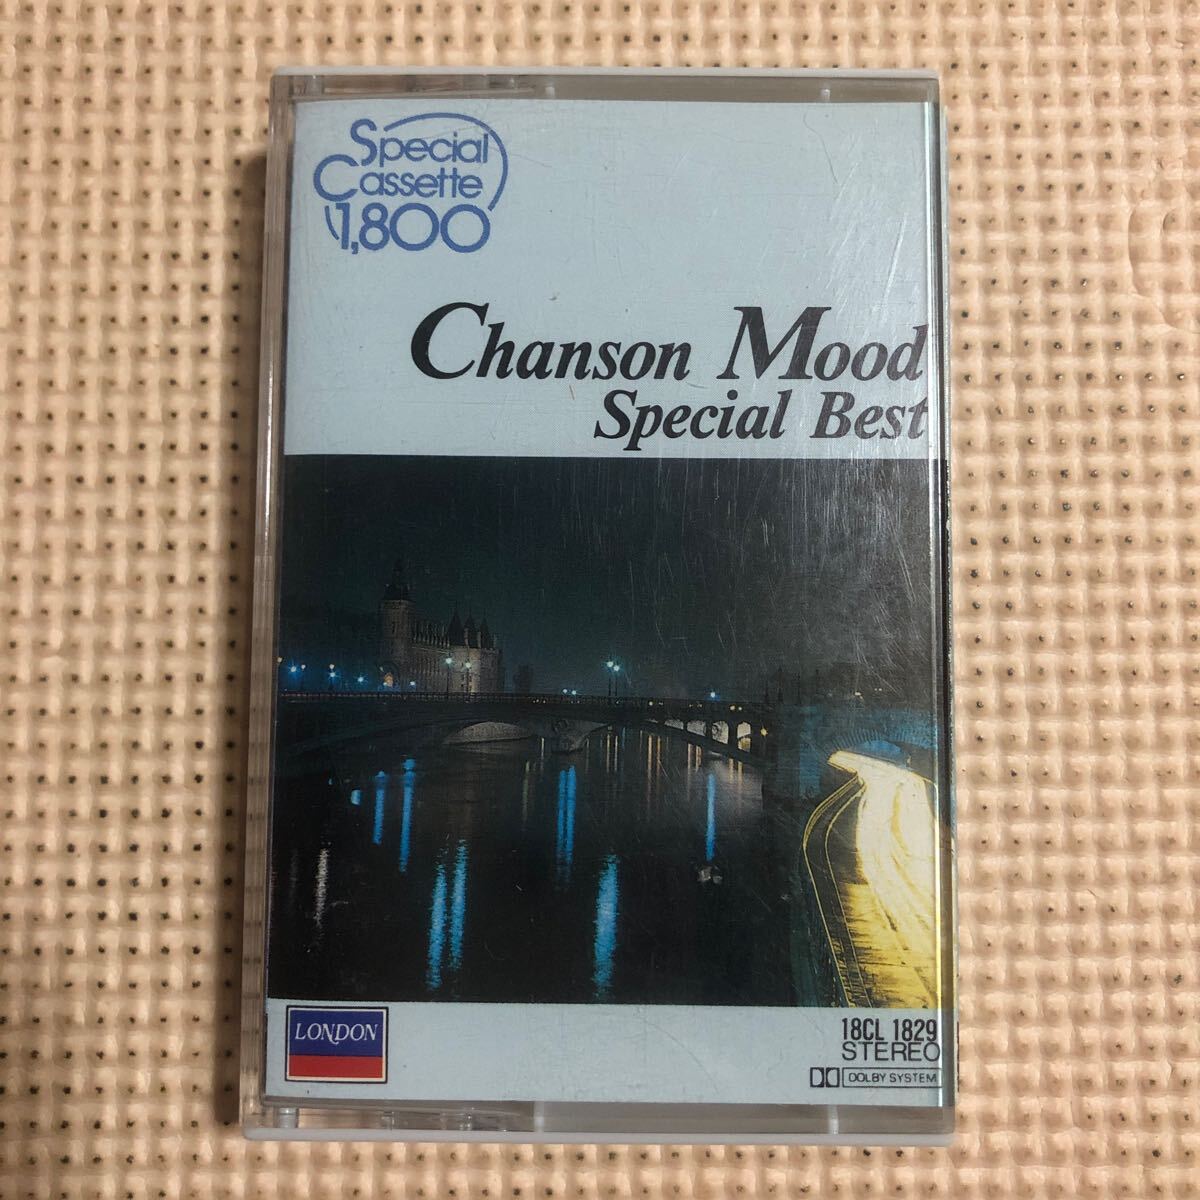 Special
Cassette
1,800
Chanson Mood
Special Best
LONDON
18CL 1829
STEREO
DOLBY SYSTEM